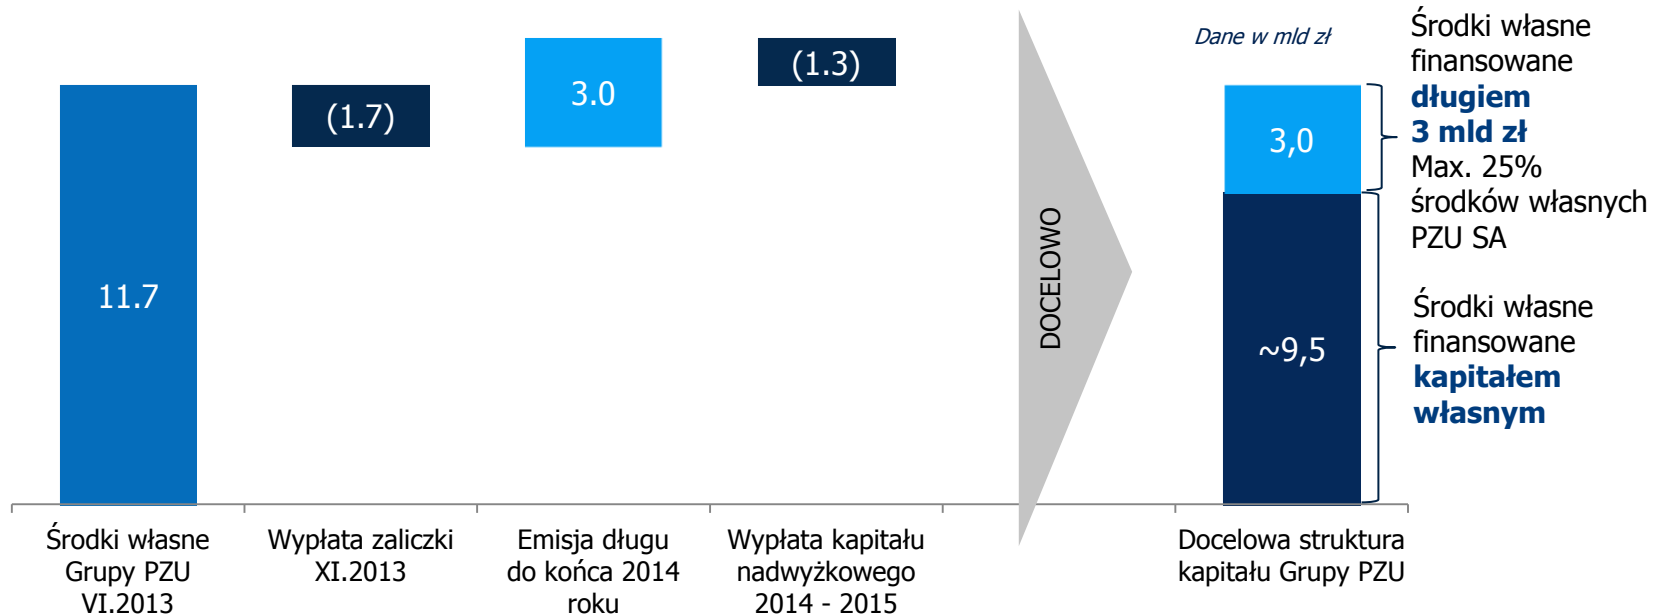 11.7
(1.7)
3.0
(1.3)
Środki własne
Grupy PZU
VI.2013
Wypłata zaliczki
XI.2013
Emisja długu
do końca 2014
roku
Wypłata kapitału
nadwyżkowego
2014 - 2015
DOCELOWO
Dane w mld zł
3,0
~9,5
Docelowa struktura
kapitału Grupy PZU
Środki własne
finansowane
długiem
3 mld zł
Max. 25%
środków własnych
PZU SA
Środki własne
finansowane
kapitałem
własnym